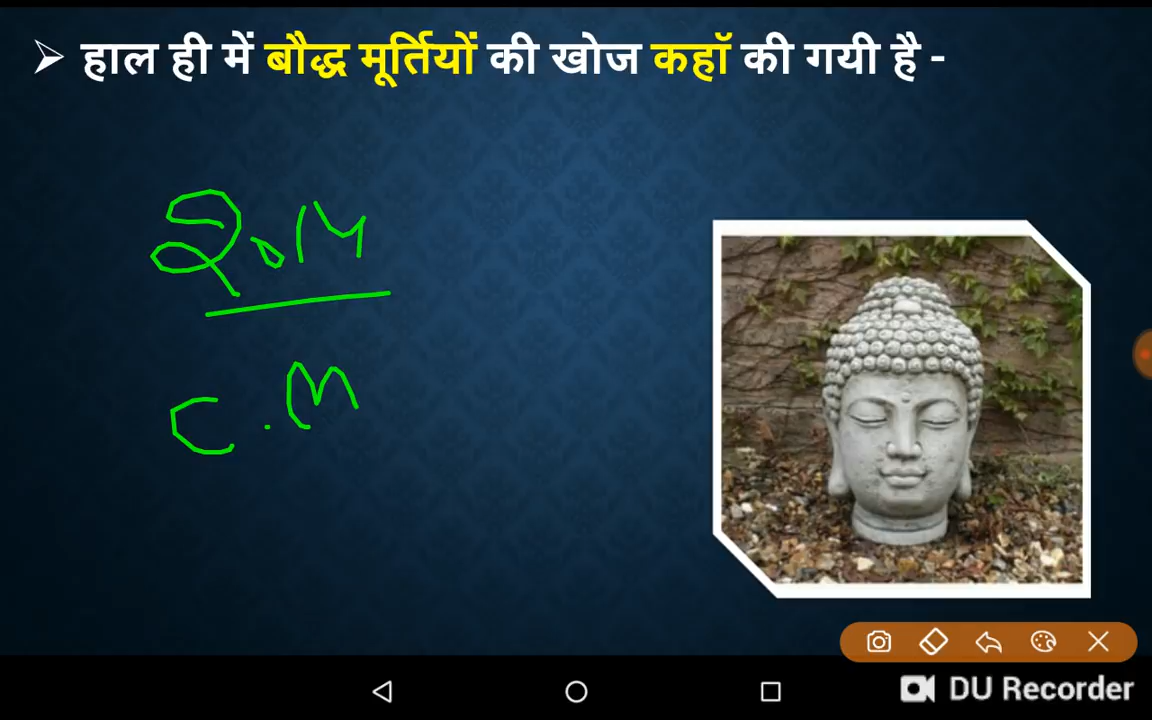 ➢ हाल ही में बौद्ध मूर्तियों की खोज कहाॅ की गयी है -
2014
C.M
DU Recorder